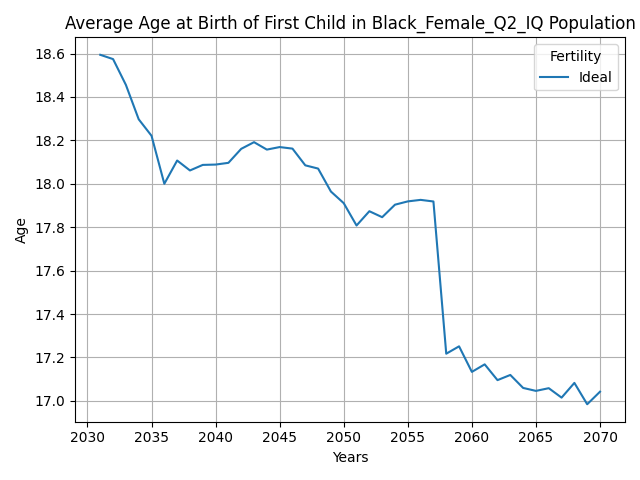 Average Age at Birth of First Child in Black_Female_Q2_IQ Population
Fertility
Ideal
Age
18.6
18.4
18.2
18.0
17.8
17.6
17.4
17.2
17.0
2030 2035 2040 2045 2050 2055 2060 2065 2070
Years